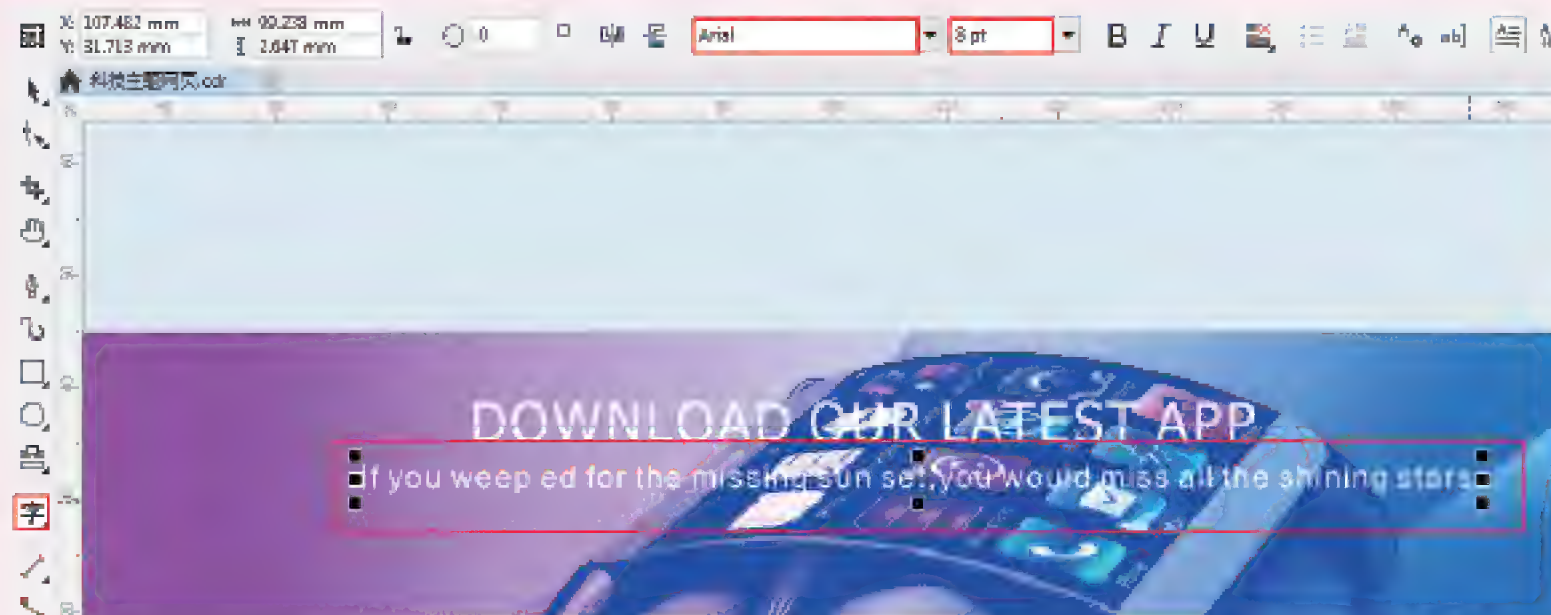 X: 107.482 mm
99.233 mm
0
Arial
8 pt
B I U
ab
Y: 31.713 mm
2.647 mm
科技主题网页.cdr
DOWNLOAD OUR LATEST APP
If you weep ed for the missing sun set,you would miss all the shining stars
字